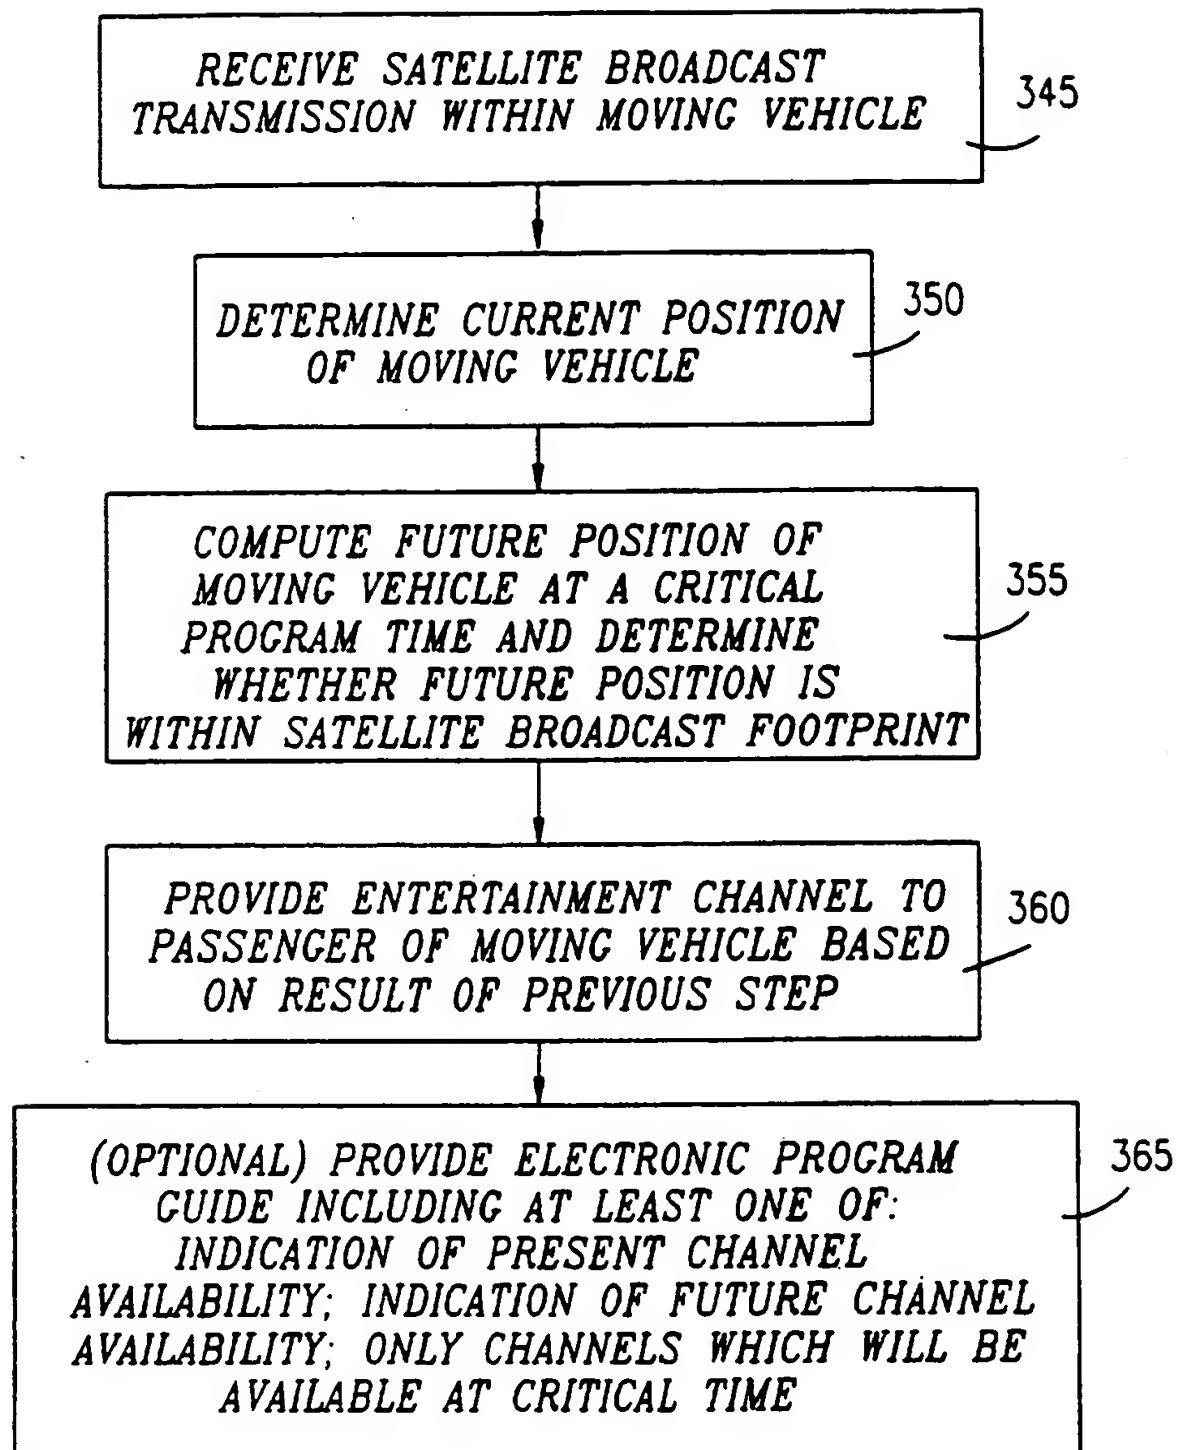 RECEIVE SATELLITE BROADCAST
TRANSMISSION WITHIN MOVING VEHICLE
345
DETERMINE CURRENT POSITION
OF MOVING VEHICLE
350
COMPUTE FUTURE POSITION OF
MOVING VEHICLE AT A CRITICAL
PROGRAM TIME AND DETERMINE
WHETHER FUTURE POSITION IS
WITHIN SATELLITE BROADCAST FOOTPRINT
355
PROVIDE ENTERTAINMENT CHANNEL TO
PASSENGER OF MOVING VEHICLE BASED
ON RESULT OF PREVIOUS STEP
360
(OPTIONAL) PROVIDE ELECTRONIC PROGRAM
GUIDE INCLUDING AT LEAST ONE OF:
INDICATION OF PRESENT CHANNEL
AVAILABILITY; INDICATION OF FUTURE CHANNEL
AVAILABILITY; ONLY CHANNELS WHICH WILL BE
AVAILABLE AT CRITICAL TIME
365